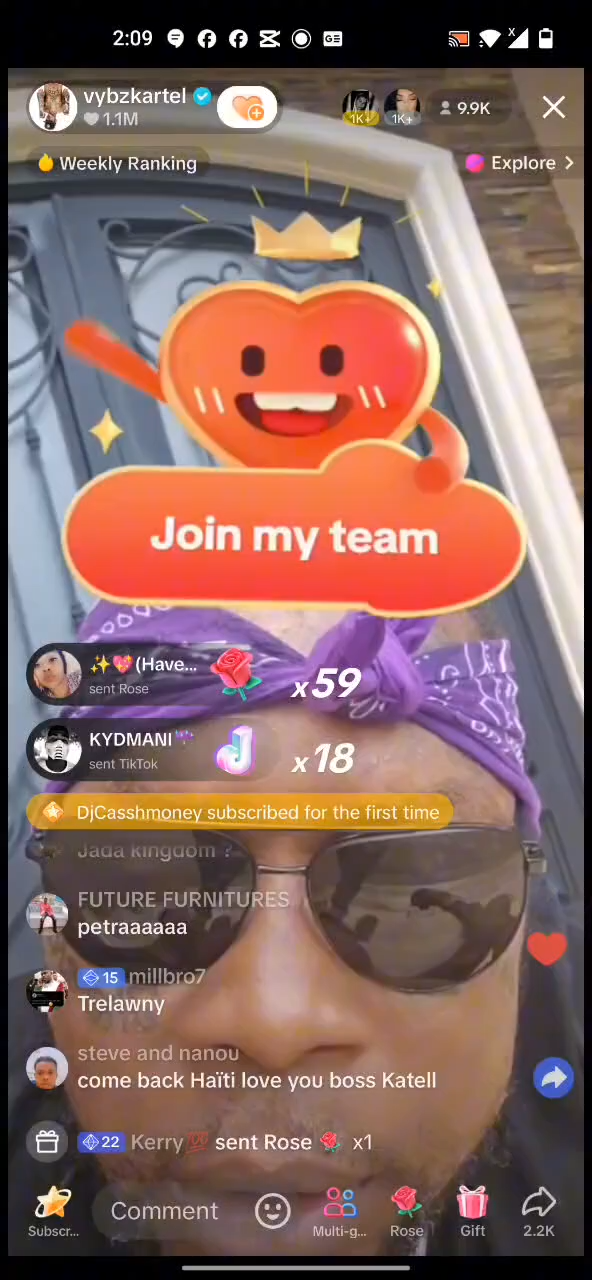 2:09
GE
X
vybzkartel
1.1M
1K+
1K+
9.9K
Weekly Ranking
Explore >
Join my team
✨💖(Have...
sent Rose
x59
KYDMANI
sent TikTok
x18
DjCasshmoney subscribed for the first time
Jada kingdom ?
FUTURE FURNITURES
petraaaaaa
15 .millbro7
Trelawny
steve and nanou
come back Haïti love you boss Katell
22 Kerry💯 sent Rose 🌹 x1
Subscr...
Comment
Multi-g...
Rose
Gift
2.2K